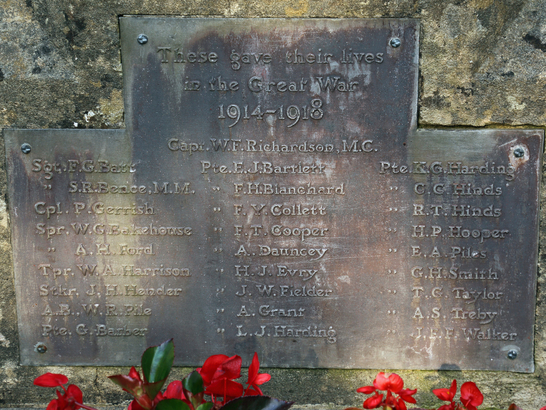 These gave their lives
in the Great War
1914-1918
Capt. W.F. Richardson, M.C.
Sgt. F.G. Batt
" S.R. Bence, M.M.
Cpl. P. Gerrish
Spr. W.G. Bakehouse
" A.H. Ford
Tpr. W.A. Harrison
Stkr. J.H. Hender
A.B. W.R. Pile
Pte. G. Barber
Pte. E.J. Bartlett
" F.H. Blanchard
" F.Y. Collett
" F.T. Cooper
" A. Dauncey
" H.J. Evry
" J.W. Fielder
" A. Grant
" L.J. Harding
Pte. K.G. Harding
" C.C. Hinds
" R.T. Hinds
" H.P. Hooper
" E.A. Piles
" G.H. Smith
" T.G. Taylor
" A.S. Treby
" Walker